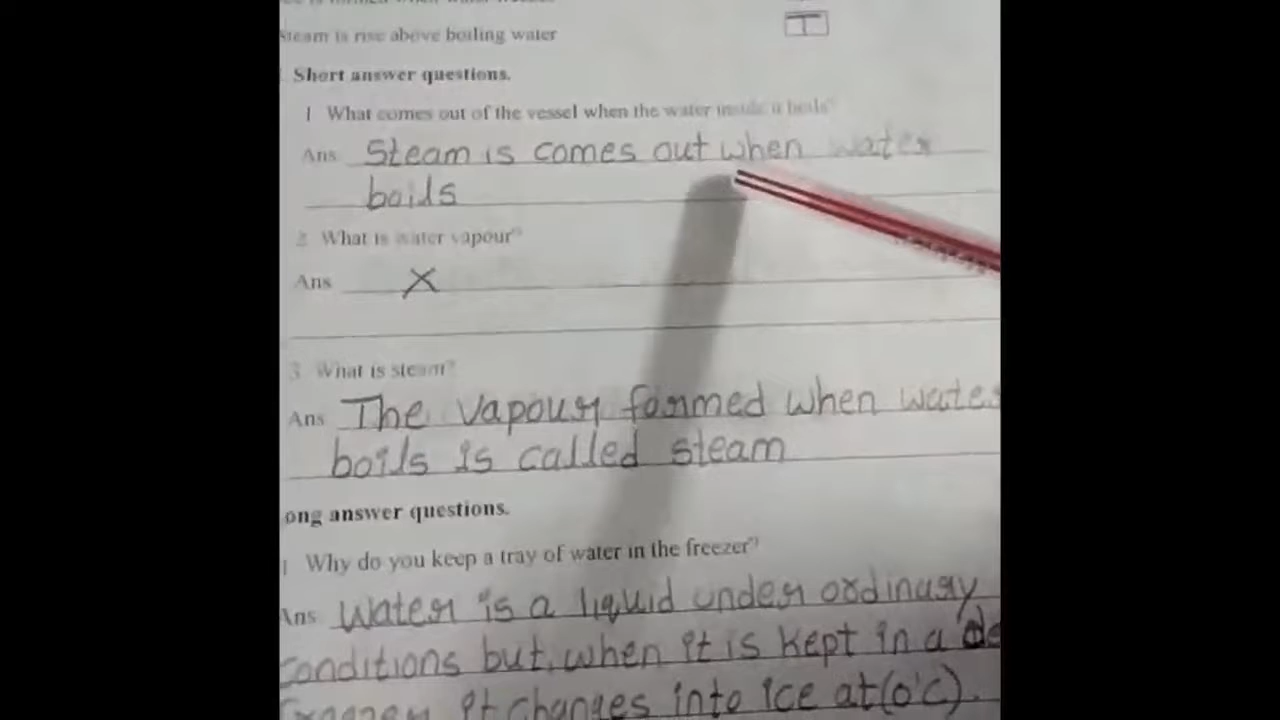 Steam is rise above boiling water
T
Short answer questions.
1 What comes out of the vessel when the water inside it boils?
Ans Steam is comes out when water
boils
2. What is water vapour?
Ans X
3. What is steam?
Ans The vapour formed when water
boils is called steam
ong answer questions.
1 Why do you keep a tray of water in the freezer?
Ans Water is a liquid under ordinary
conditions but, when it is kept in a de
it changes into ice at (0°c).